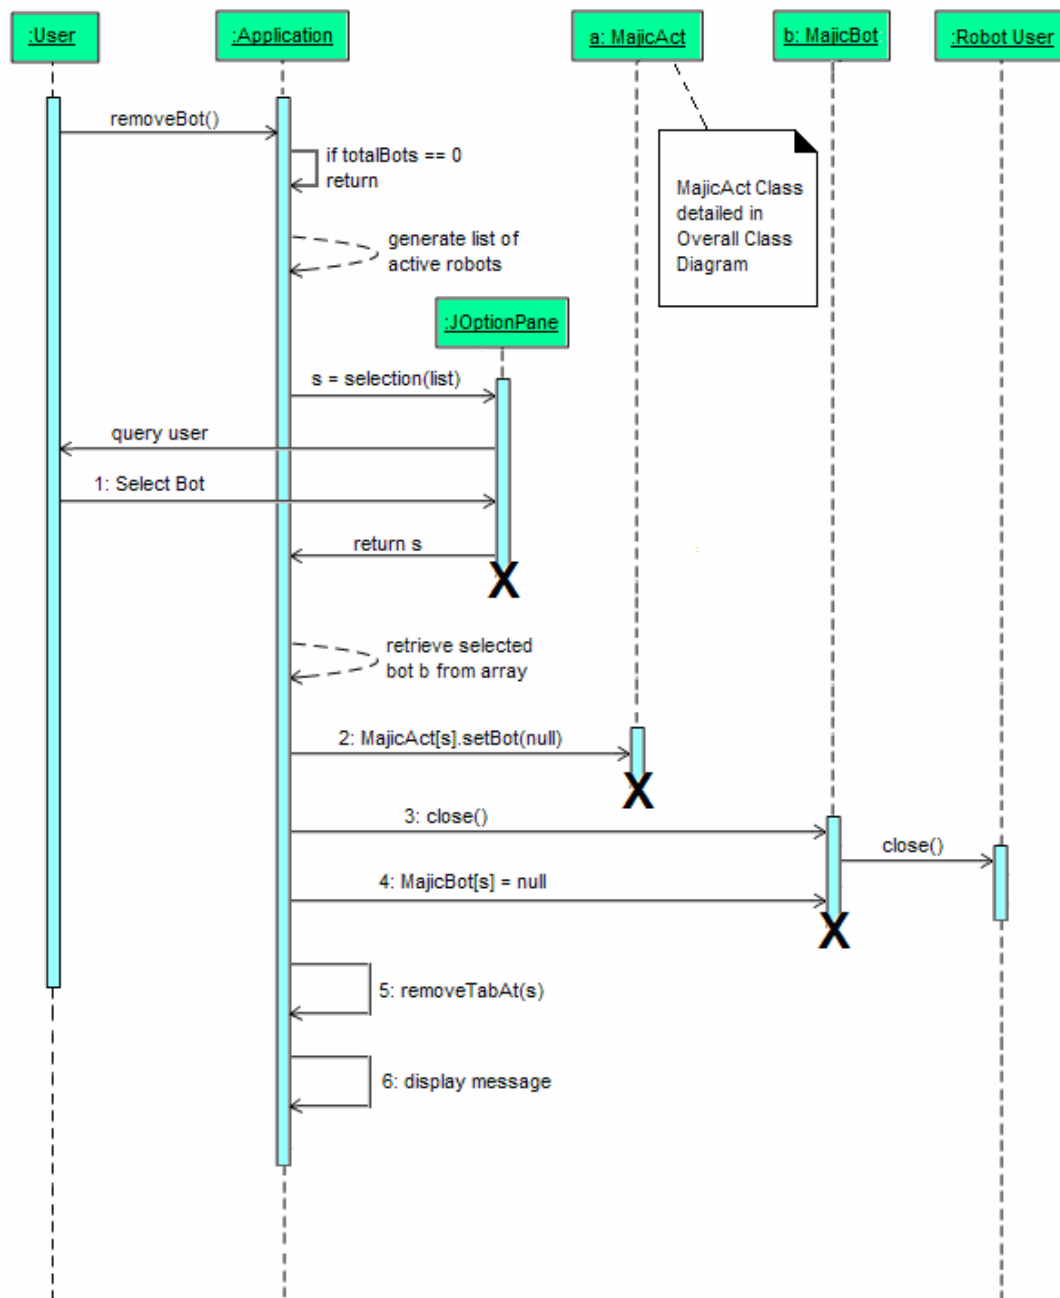 :User
:Application
a: MajicAct
b: MajicBot
:Robot User
removeBot()
if totalBots == 0
return
MajicAct Class
detailed in
Overall Class
Diagram
generate list of
active robots
:JOptionPane
s = selection(list)
query user
1: Select Bot
return s
X
retrieve selected
bot b from array
2: MajicAct[s].setBot(null)
X
3: close()
close()
4: MajicBot[s] = null
X
5: removeTabAt(s)
6: display message